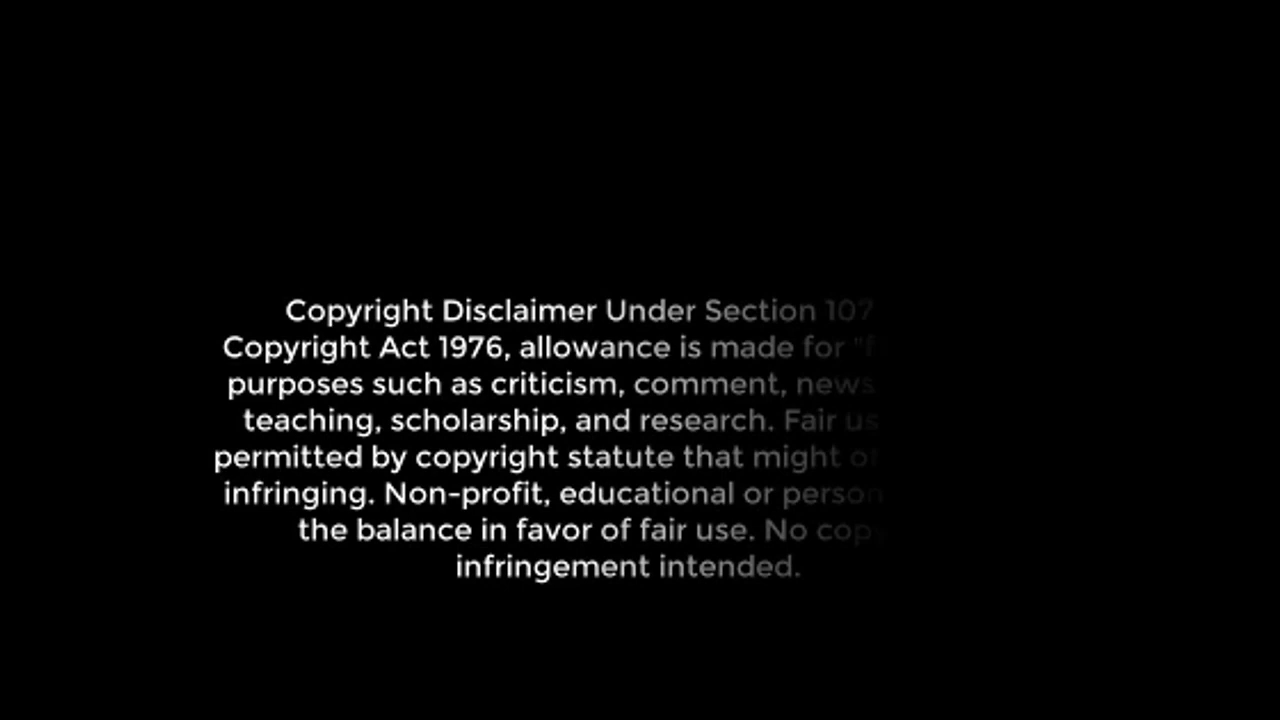 Copyright Disclaimer Under Section 107
Copyright Act 1976, allowance is made for
purposes such as criticism, comment, news
teaching, scholarship, and research. Fair
permitted by copyright statute that might
infringing. Non-profit, educational or
the balance in favor of fair use. No
infringement intended.